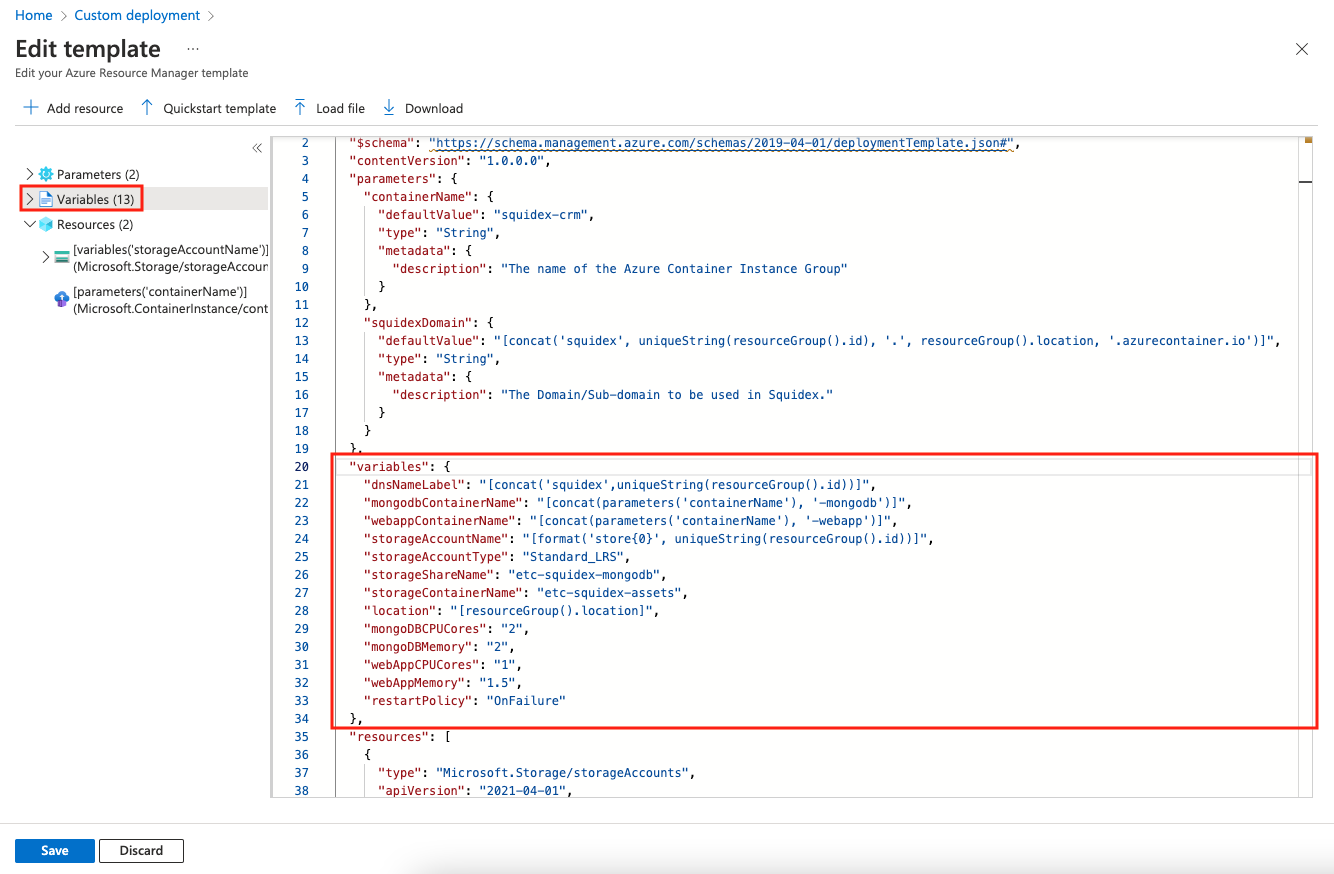 Home > Custom deployment >
Edit template ...
Edit your Azure Resource Manager template
Add resource Quickstart template Load file Download
Parameters (2)
Variables (13)
Resources (2)
[variables('storageAccountName')]
(Microsoft.Storage/storageAccour
[parameters('containerName')]
(Microsoft.ContainerInstance/cont
2 "$schema": "https://schema.management.azure.com/schemas/2019-04-01/deploymentTemplate.json#",
3 "contentVersion": "1.0.0.0",
4 "parameters": {
5 "containerName": {
6 "defaultValue": "squidex-crm",
7 "type": "String",
8 "metadata": {
9 "description": "The name of the Azure Container Instance Group"
10 }
11 },
12 "squidexDomain": {
13 "defaultValue": "[concat('squidex', uniqueString(resourceGroup().id), '.', resourceGroup().location, '.azurecontainer.io')]",
14 "type": "String",
15 "metadata": {
16 "description": "The Domain/Sub-domain to be used in Squidex."
17 }
18 }
19 },
20 "variables": {
21 "dnsNameLabel": "[concat('squidex',uniqueString(resourceGroup().id))]",
22 "mongodbContainerName": "[concat(parameters('containerName'), '-mongodb')]",
23 "webappContainerName": "[concat(parameters('containerName'), '-webapp')]",
24 "storageAccountName": "[format('store{0}', uniqueString(resourceGroup().id))]",
25 "storageAccountType": "Standard_LRS",
26 "storageShareName": "etc-squidex-mongodb",
27 "storageContainerName": "etc-squidex-assets",
28 "location": "[resourceGroup().location]",
29 "mongoDBCPUCores": "2",
30 "mongoDBMemory": "2",
31 "webAppCPUCores": "1",
32 "webAppMemory": "1.5",
33 "restartPolicy": "OnFailure"
34 },
35 "resources": [
36 {
37 "type": "Microsoft.Storage/storageAccounts",
38 "apiVersion": "2021-04-01",
Save Discard